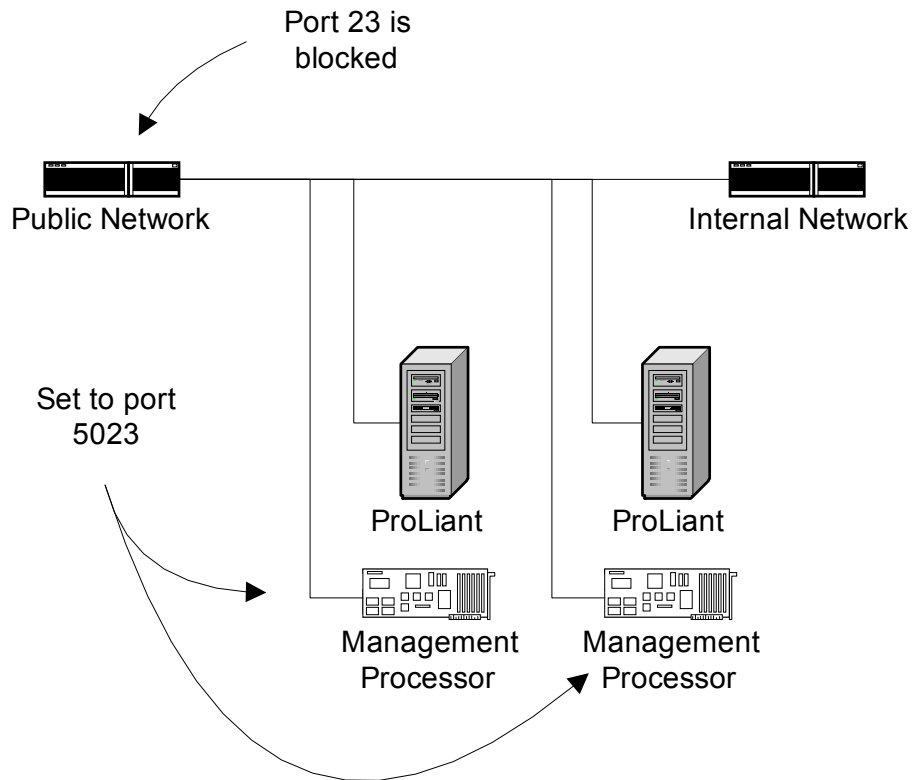 Port 23 is
blocked
Public Network
Internal Network
Set to port
5023
ProLiant
ProLiant
Management
Processor
Management
Processor